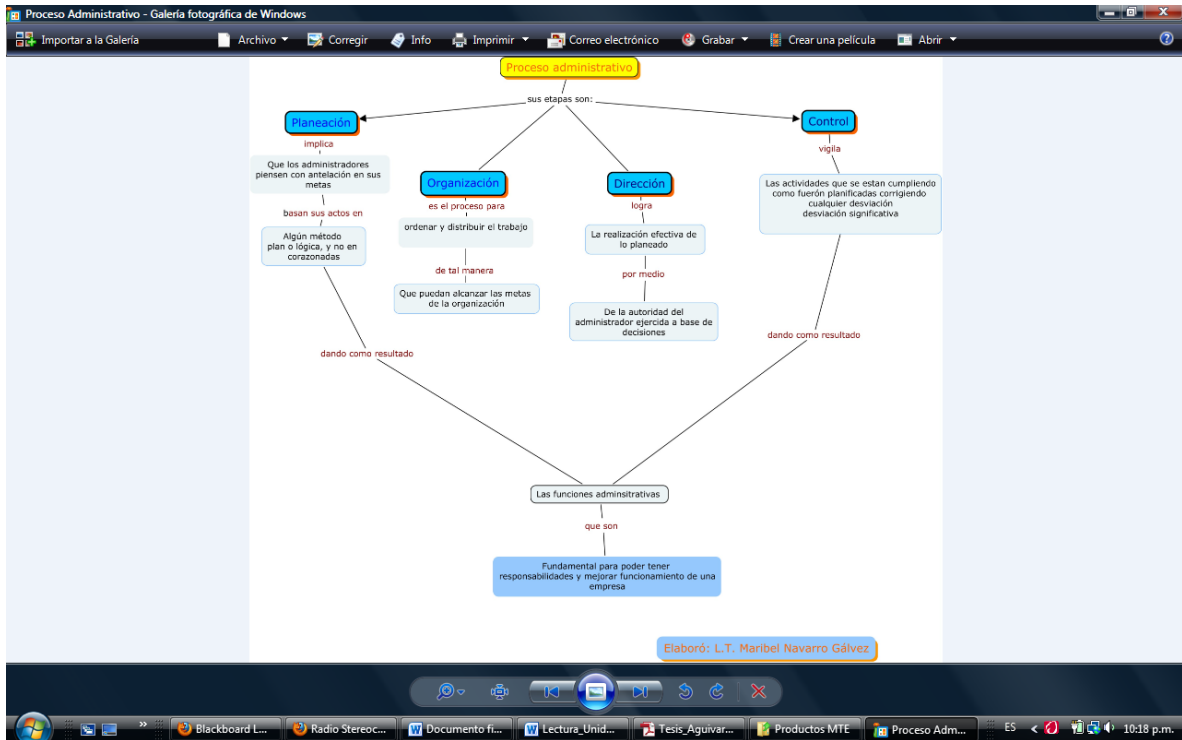 Proceso Administrativo - Galería fotográfica de Windows
Importar a la Galería
Archivo
Corregir
Info
Imprimir
Correo electrónico
Grabar
Crear una película
Abrir
Proceso administrativo
sus etapas son:
Planeación
implica
Que los administradores
piensen con antelación en sus
metas
basan sus actos en
Algún método
plan o lógica, y no en
corazonadas
dando como resultado
Organización
es el proceso para
ordenar y distribuir el trabajo
de tal manera
Que puedan alcanzar las metas
de la organización
Dirección
logra
La realización efectiva de
lo planeado
por medio
De la autoridad del
administrador ejercida a base de
decisiones
Control
vigila
Las actividades que se estan cumpliendo
como fuerón planificadas corrigiendo
cualquier desviación
desviación significativa
dando como resultado
Las funciones adminsitrativas
que son
Fundamental para poder tener
responsabilidades y mejorar funcionamiento de una
empresa
Elaboró: L.T. Maribel Navarro Gálvez
Blackboard L...
Radio Stereoc...
Documento fi...
Lectura_Unid...
Tesis_Aguivar...
Productos MTE
Proceso Adm...
ES
10:18 p.m.